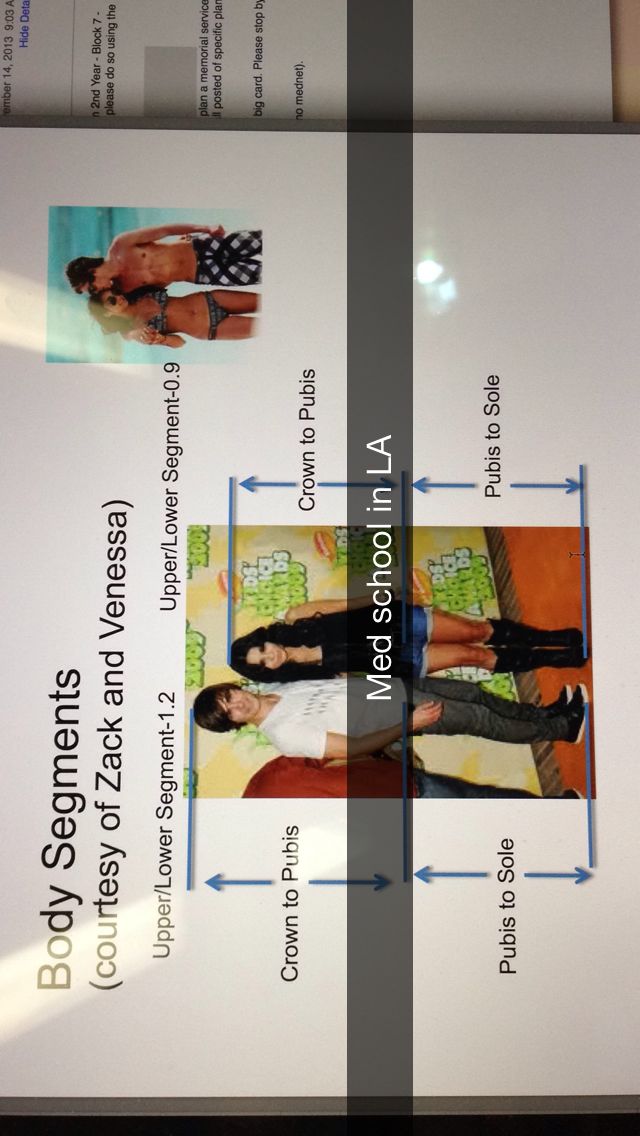 ember 14, 2013 9:03 A
Hide Deta
n 2nd Year - Block 7 -
please do so using the
plan a memorial service
ll posted of specific plan
big card. Please stop by
no mednet).
Body Segments
(courtesy of Zack and Venessa)
Upper/Lower Segment-1.2
Upper/Lower Segment-0.9
Crown to Pubis
Crown to Pubis
Med school in LA
Pubis to Sole
Pubis to Sole